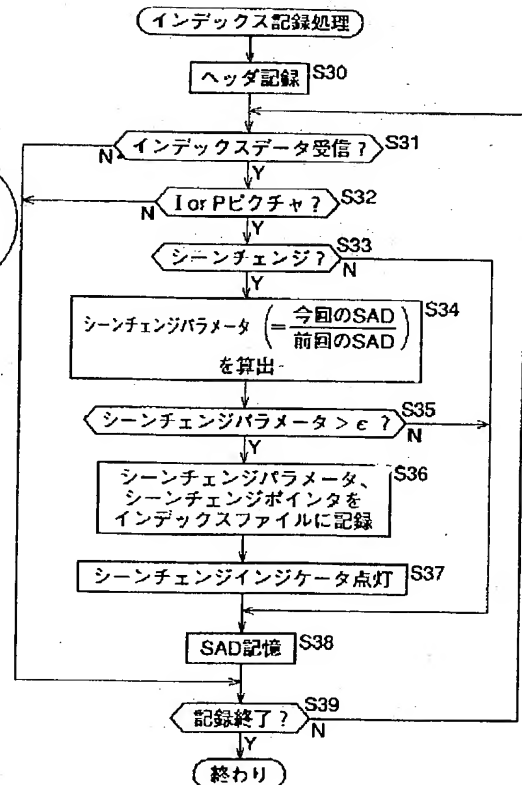 インデックス記録処理
ヘッダ記録 S30
インデックスデータ受信? S31
N
Y
I or Pピクチャ? S32
N
Y
シーンチェンジ? S33
N
Y
S34
シーンチェンジパラメータ (=今回のSAD/前回のSAD)
を算出
シーンチェンジパラメータ > ε ? S35
N
Y
シーンチェンジパラメータ、 S36
シーンチェンジポインタを
インデックスファイルに記録
シーンチェンジインジケータ点灯 S37
SAD記憶 S38
記録終了? S39
N
Y
終わり